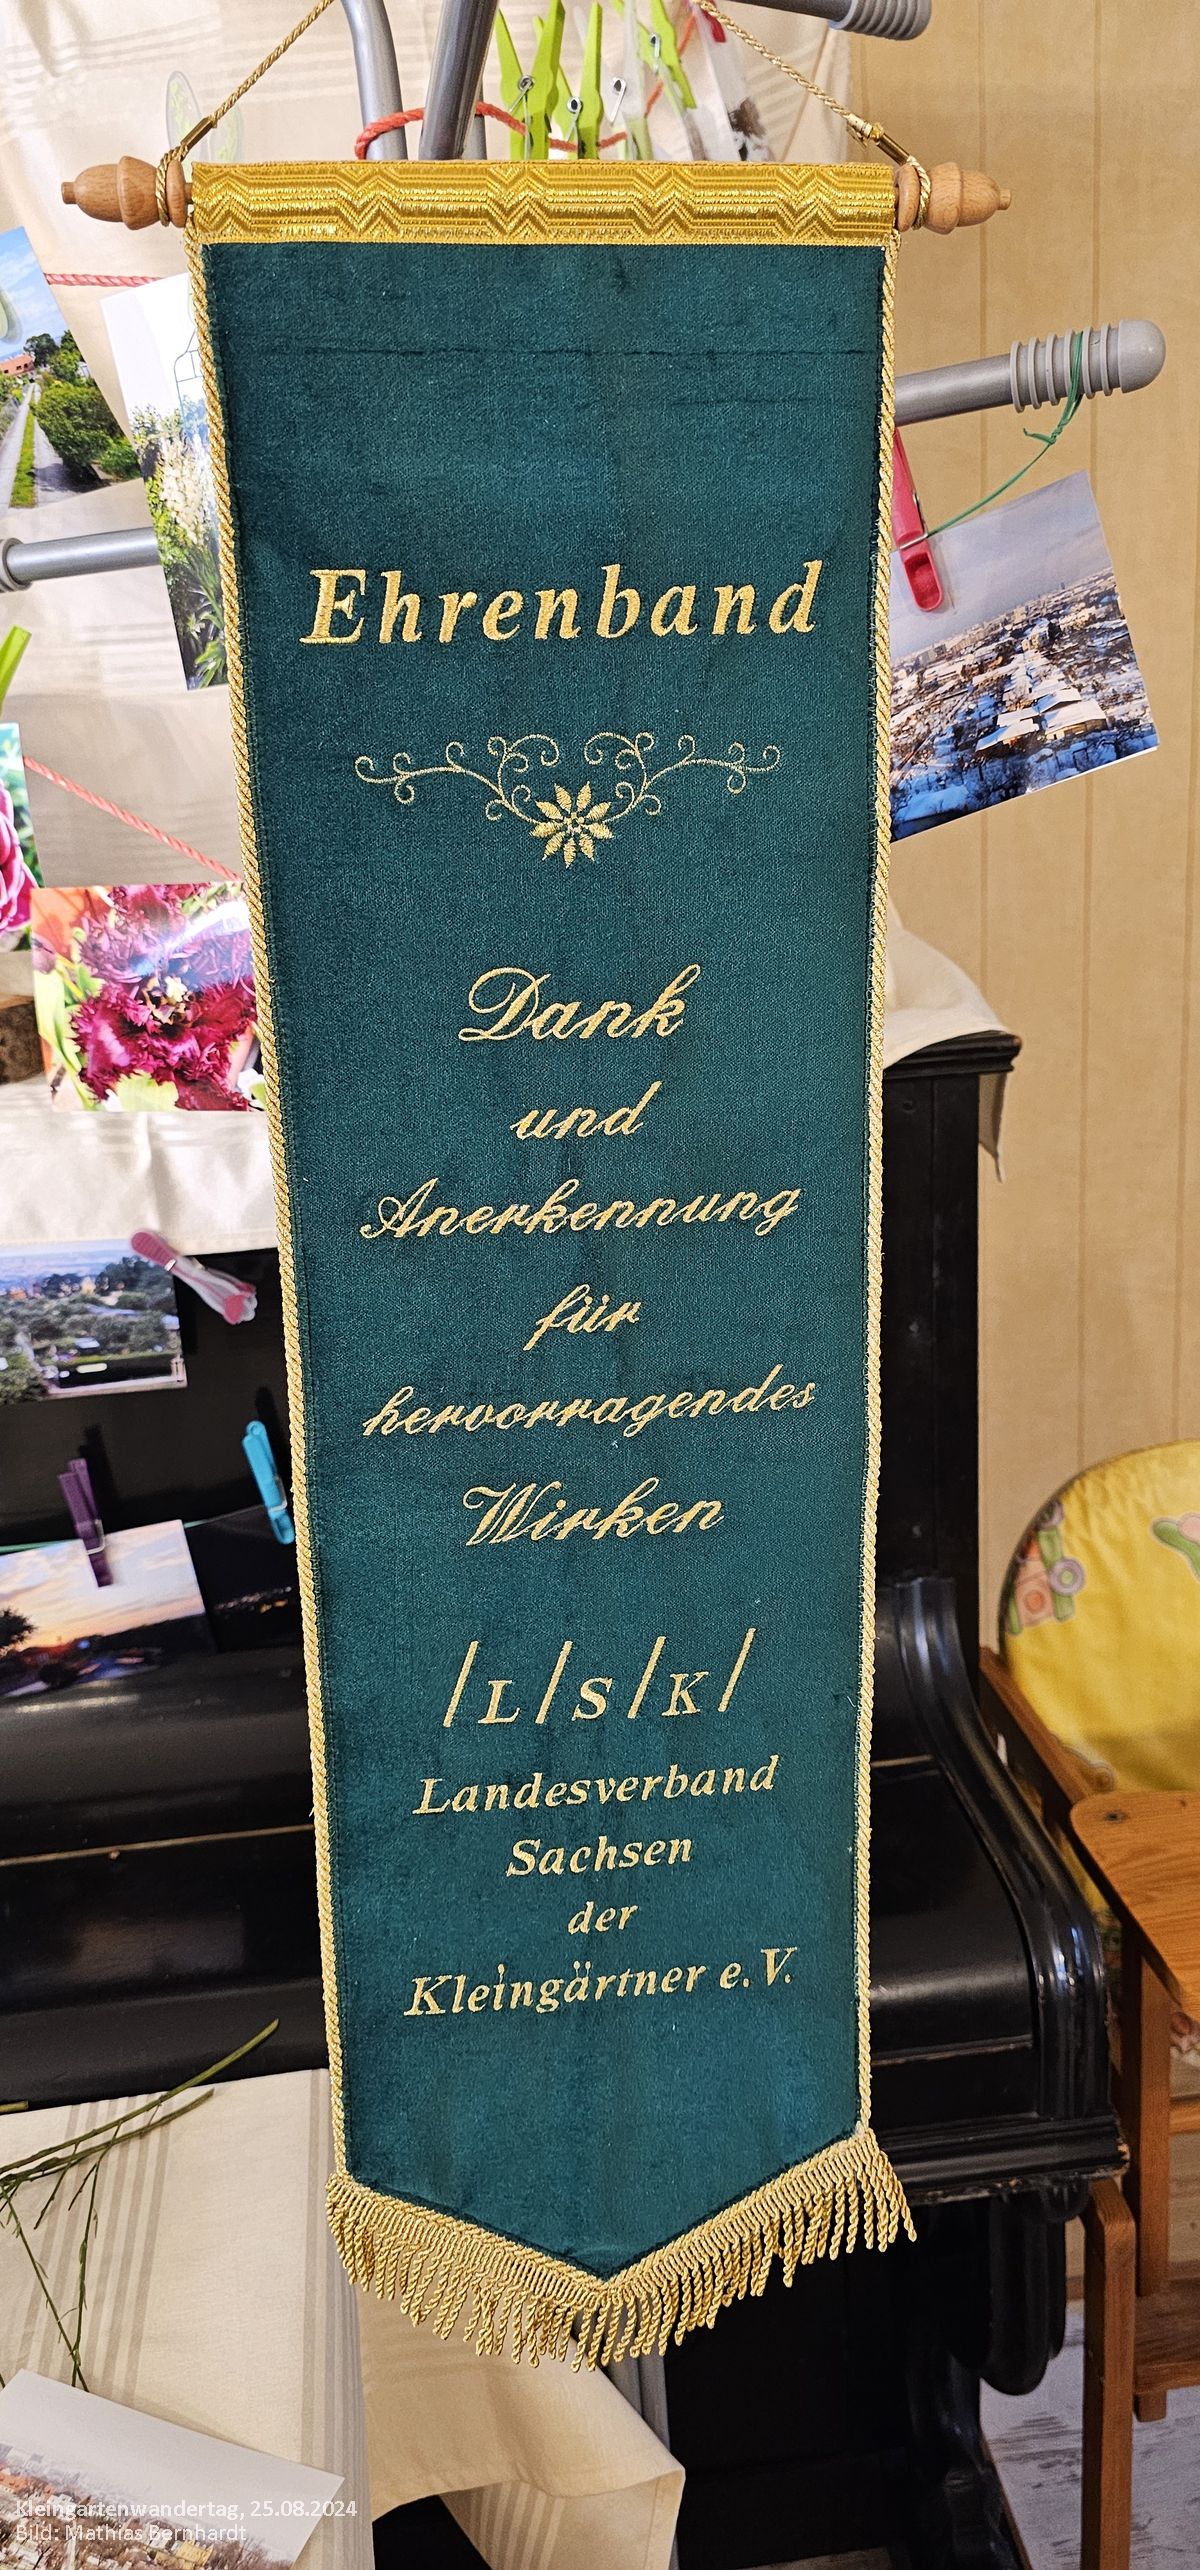 Ehrenband
Dank
und
Anerkennung
für
hervorragendes
Wirken
/L/S/K/
Landesverband
Sachsen
der
Kleingärtner e.V.
Kleingartenwandertag, 25.08.2024
Bild: Mathias Bernhardt